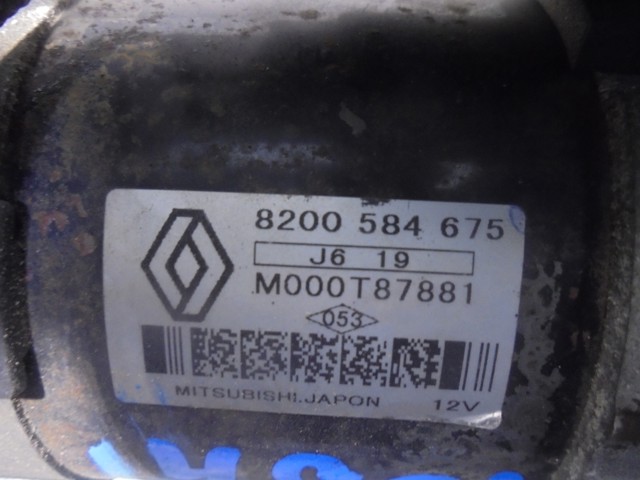 8200 584 675
J6 19
M000T87881
053
MITSUBISHI.JAPON 12V